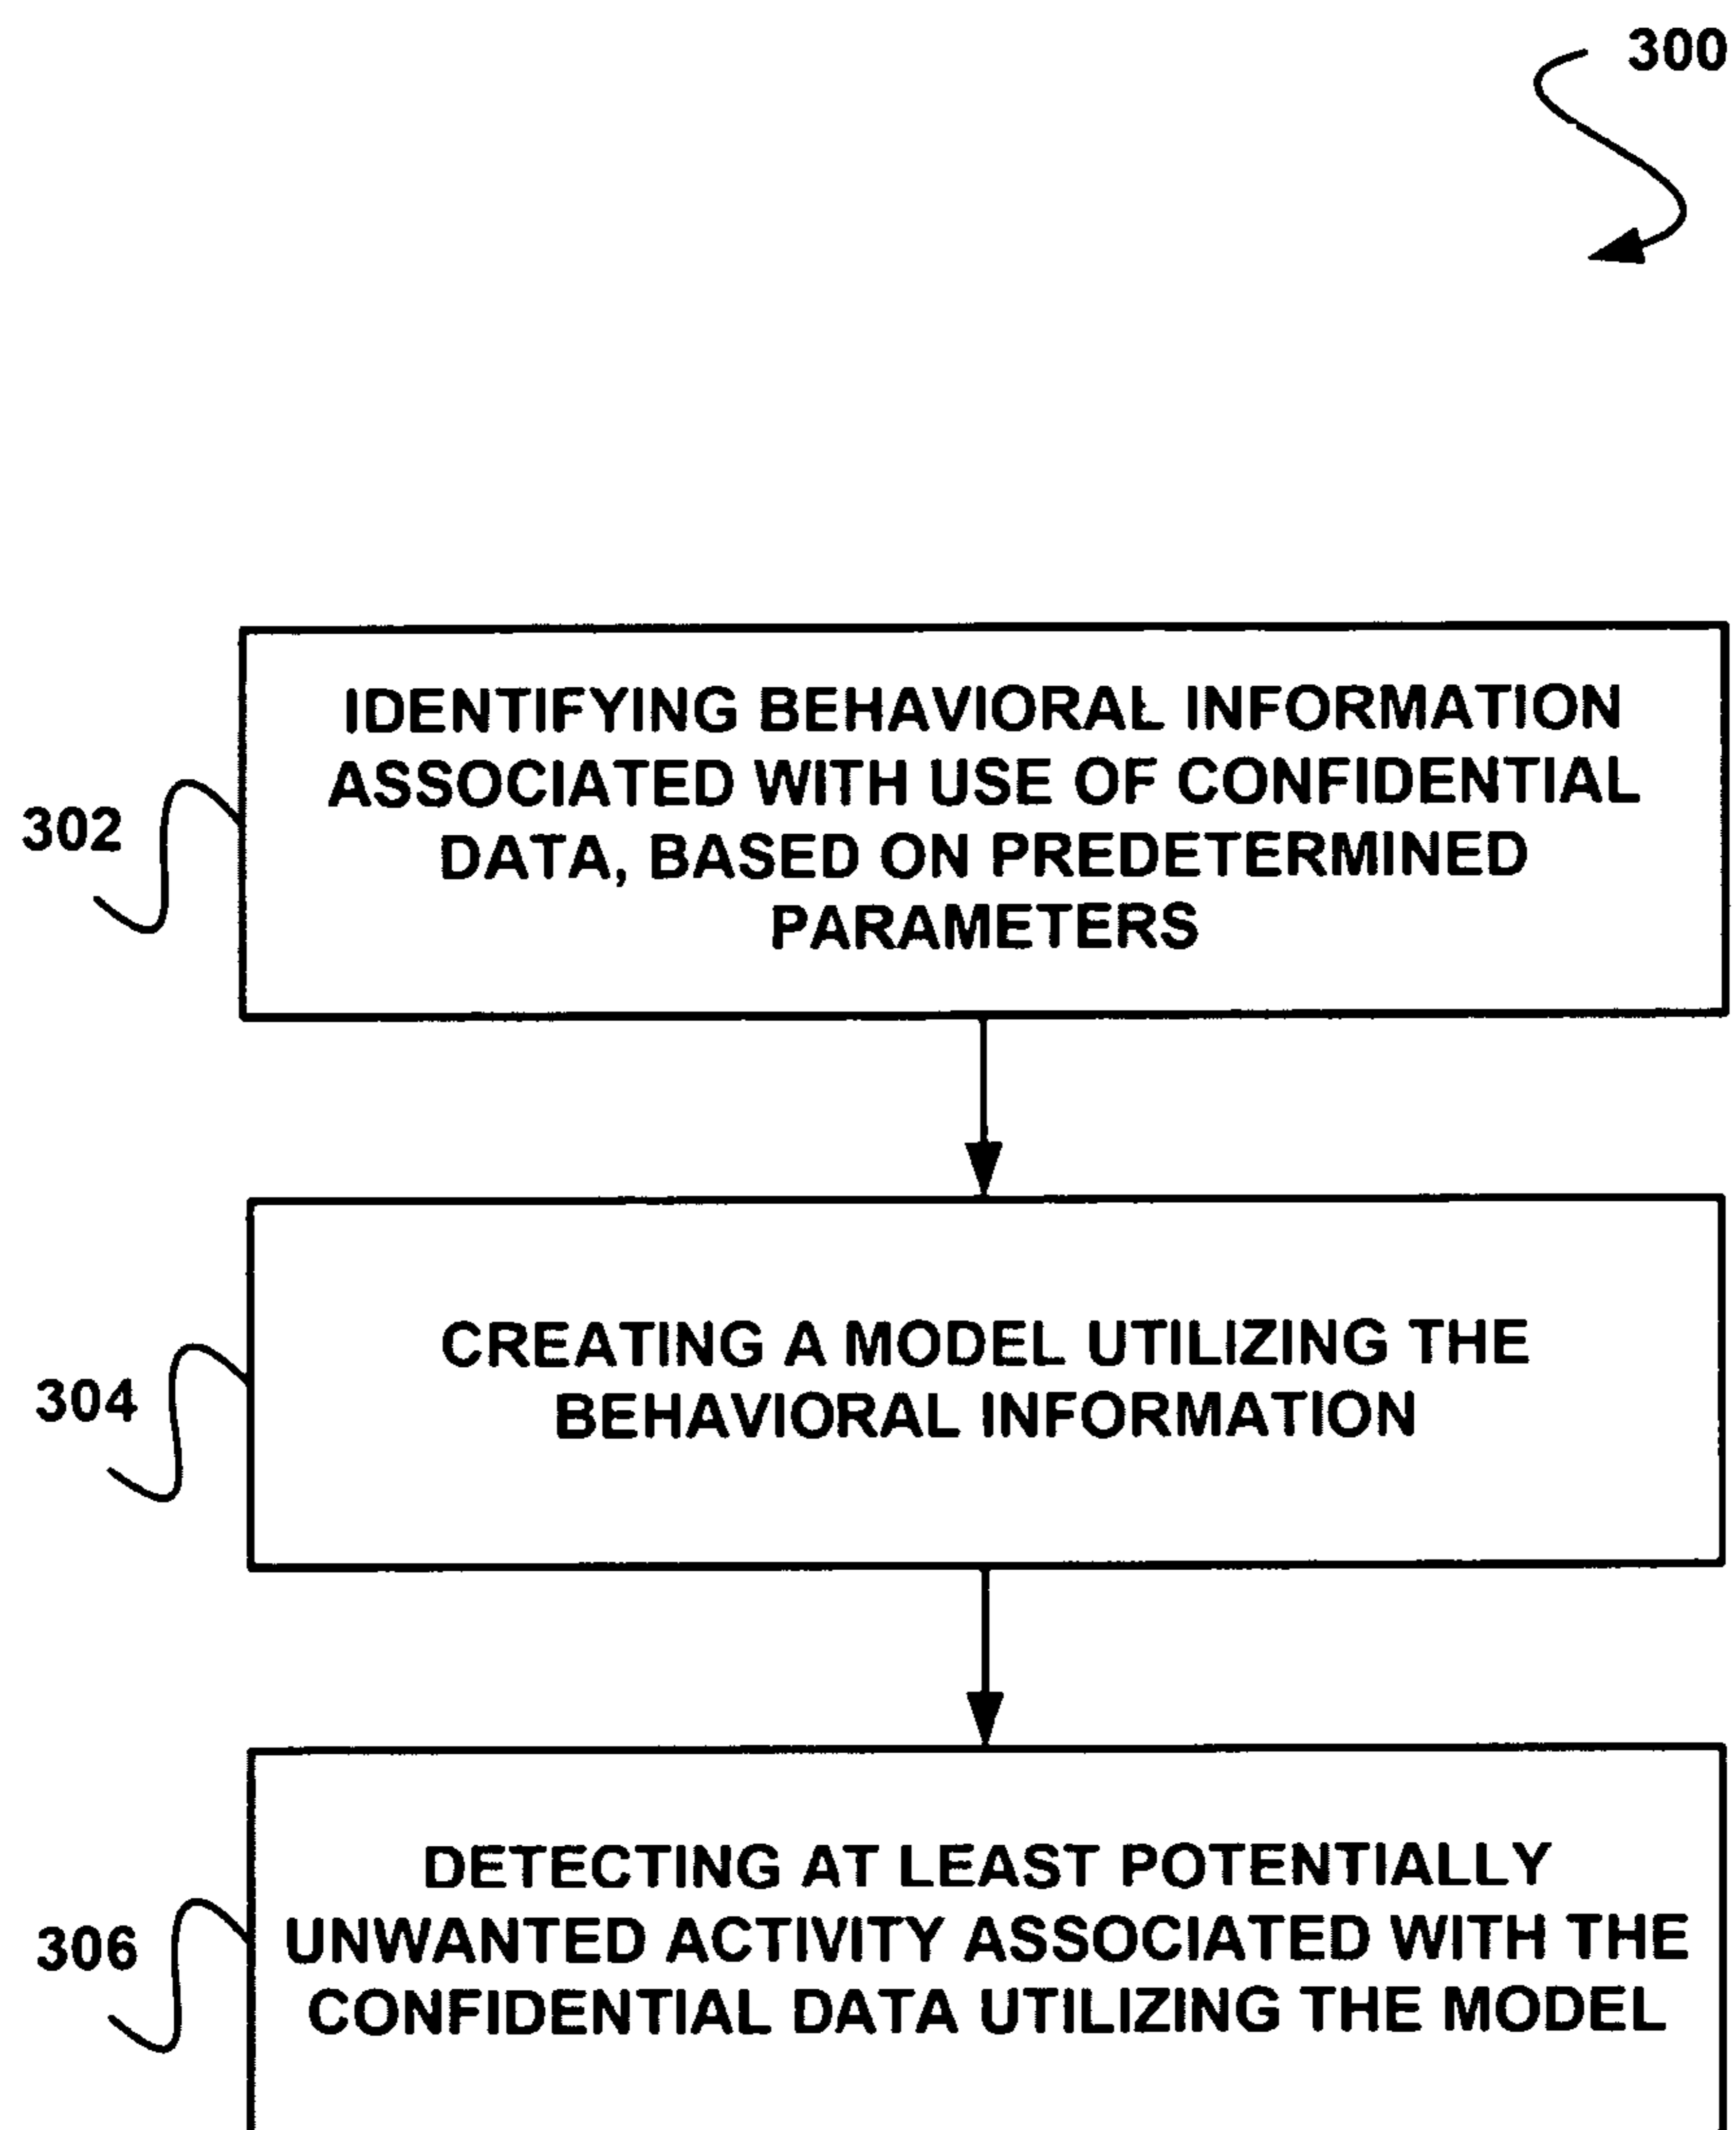 300
IDENTIFYING BEHAVIORAL INFORMATION
ASSOCIATED WITH USE OF CONFIDENTIAL
DATA, BASED ON PREDETERMINED
PARAMETERS
302
CREATING A MODEL UTILIZING THE
BEHAVIORAL INFORMATION
304
DETECTING AT LEAST POTENTIALLY
UNWANTED ACTIVITY ASSOCIATED WITH THE
CONFIDENTIAL DATA UTILIZING THE MODEL
306